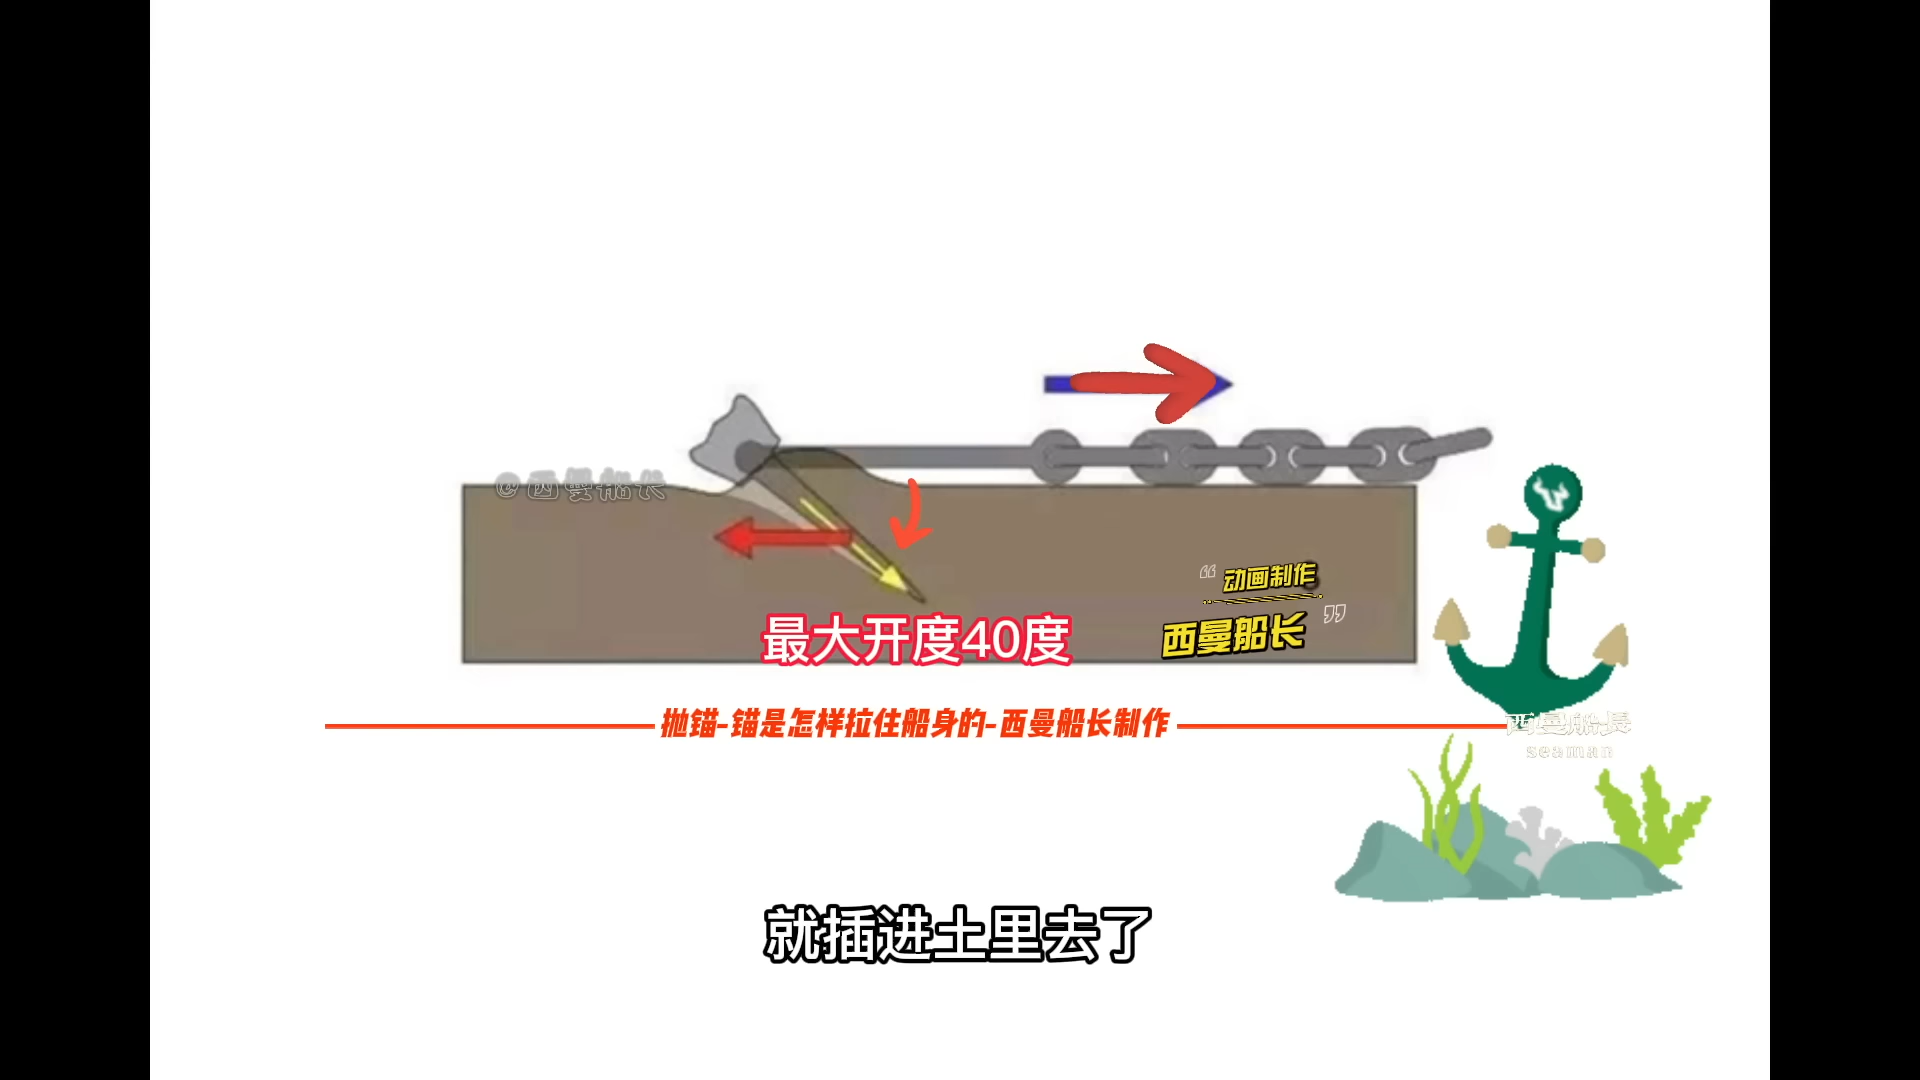 @西曼船长
“动画制作
西曼船长”
最大开度40度
抛锚-锚是怎样拉住船身的-西曼船长制作
西曼船長
seaman
就插进土里去了